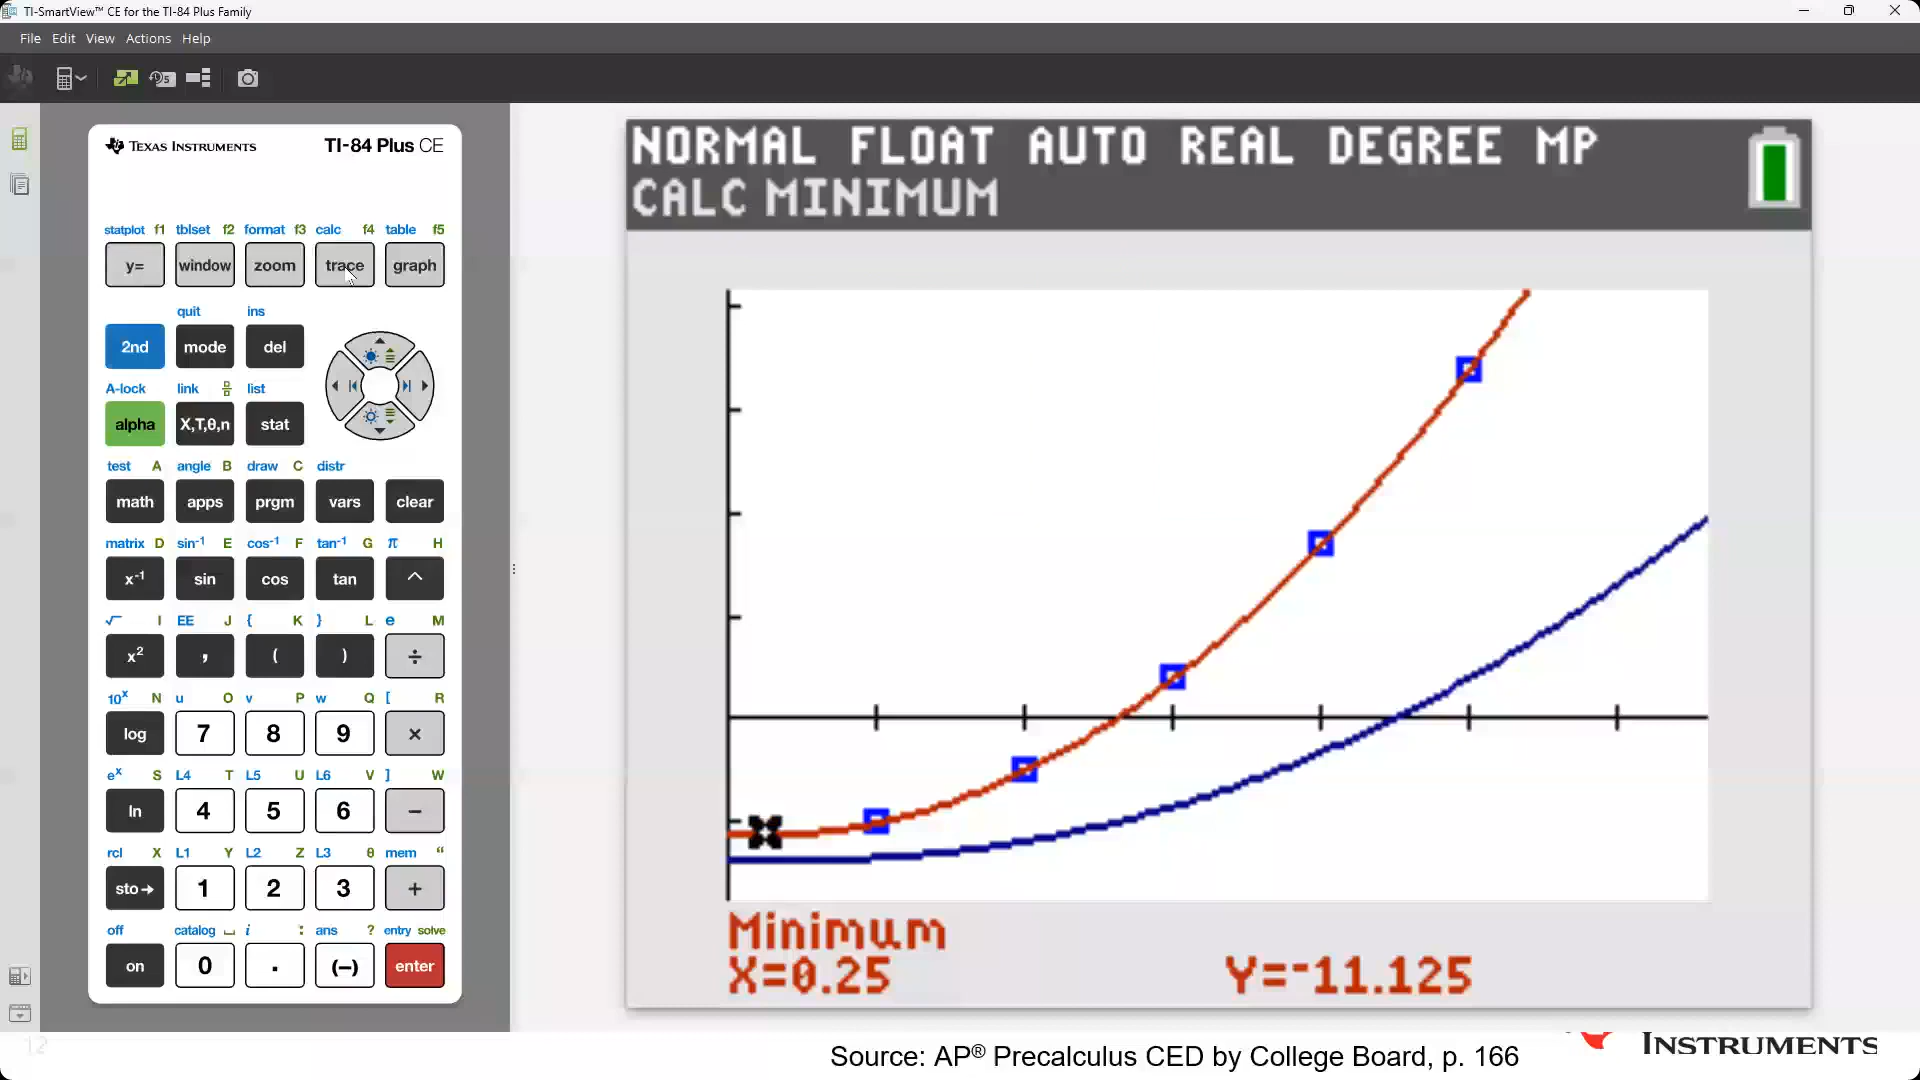 TI-SmartView™ CE for the TI-84 Plus Family
File Edit View Actions Help
TEXAS INSTRUMENTS TI-84 Plus CE
statplot f1 tblset f2 format f3 calc f4 table f5
y= window zoom trace graph
quit ins
2nd mode del
A-lock link list
alpha X,T,θ,n stat
test A angle B draw C distr
math apps prgm vars clear
matrix D sin⁻¹ E cos⁻¹ F tan⁻¹ G π H
x⁻¹ sin cos tan ^
√ I EE J { K } L e M
x² , ( ) ÷
10ˣ N u O v P w Q [ R
log 7 8 9 ×
eˣ S L4 T L5 U L6 V ] W
ln 4 5 6 −
rcl X L1 Y L2 Z L3 θ mem "
sto→ 1 2 3 +
off catalog ⎵ i : ans ? entry solve
on 0 . (−) enter
NORMAL FLOAT AUTO REAL DEGREE MP
CALC MINIMUM
Minimum
X=0.25 Y=-11.125
12
Source: AP® Precalculus CED by College Board, p. 166
INSTRUMENTS